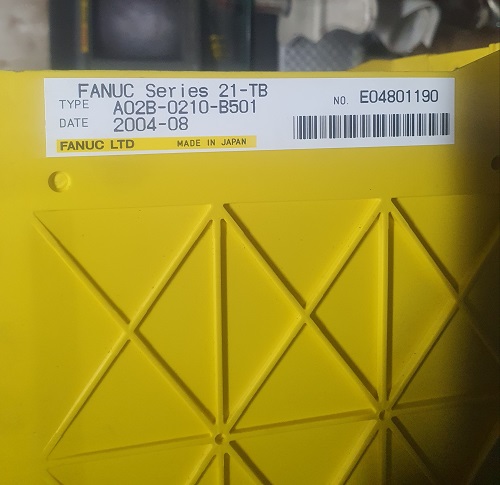 FANUC Series 21-TB
TYPE A02B-0210-B501
NO. E04801190
DATE 2004-08
FANUC LTD MADE IN JAPAN